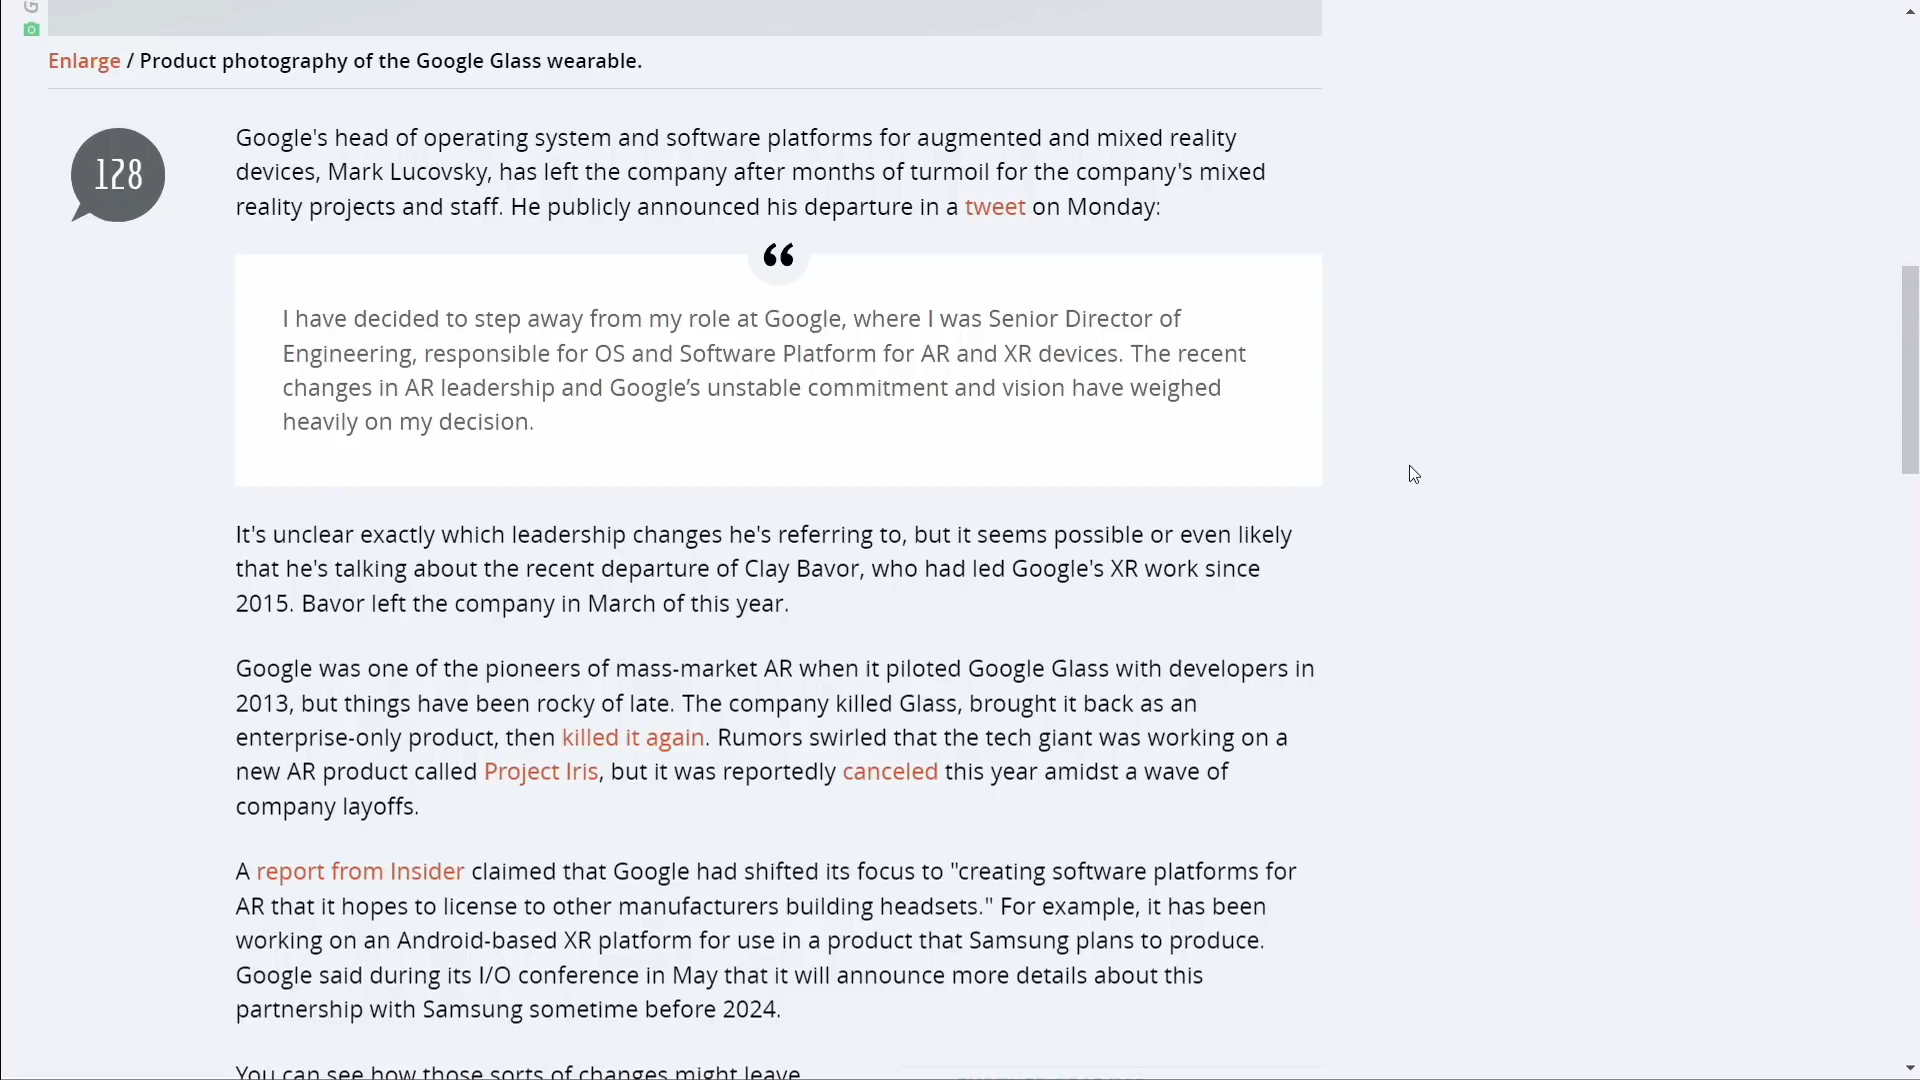 Enlarge / Product photography of the Google Glass wearable.
128
Google's head of operating system and software platforms for augmented and mixed reality
devices, Mark Lucovsky, has left the company after months of turmoil for the company's mixed
reality projects and staff. He publicly announced his departure in a tweet on Monday:
“
I have decided to step away from my role at Google, where I was Senior Director of
Engineering, responsible for OS and Software Platform for AR and XR devices. The recent
changes in AR leadership and Google’s unstable commitment and vision have weighed
heavily on my decision.
It's unclear exactly which leadership changes he's referring to, but it seems possible or even likely
that he's talking about the recent departure of Clay Bavor, who had led Google's XR work since
2015. Bavor left the company in March of this year.
Google was one of the pioneers of mass-market AR when it piloted Google Glass with developers in
2013, but things have been rocky of late. The company killed Glass, brought it back as an
enterprise-only product, then killed it again. Rumors swirled that the tech giant was working on a
new AR product called Project Iris, but it was reportedly canceled this year amidst a wave of
company layoffs.
A report from Insider claimed that Google had shifted its focus to "creating software platforms for
AR that it hopes to license to other manufacturers building headsets." For example, it has been
working on an Android-based XR platform for use in a product that Samsung plans to produce.
Google said during its I/O conference in May that it will announce more details about this
partnership with Samsung sometime before 2024.
You can see how those sorts of changes might leave